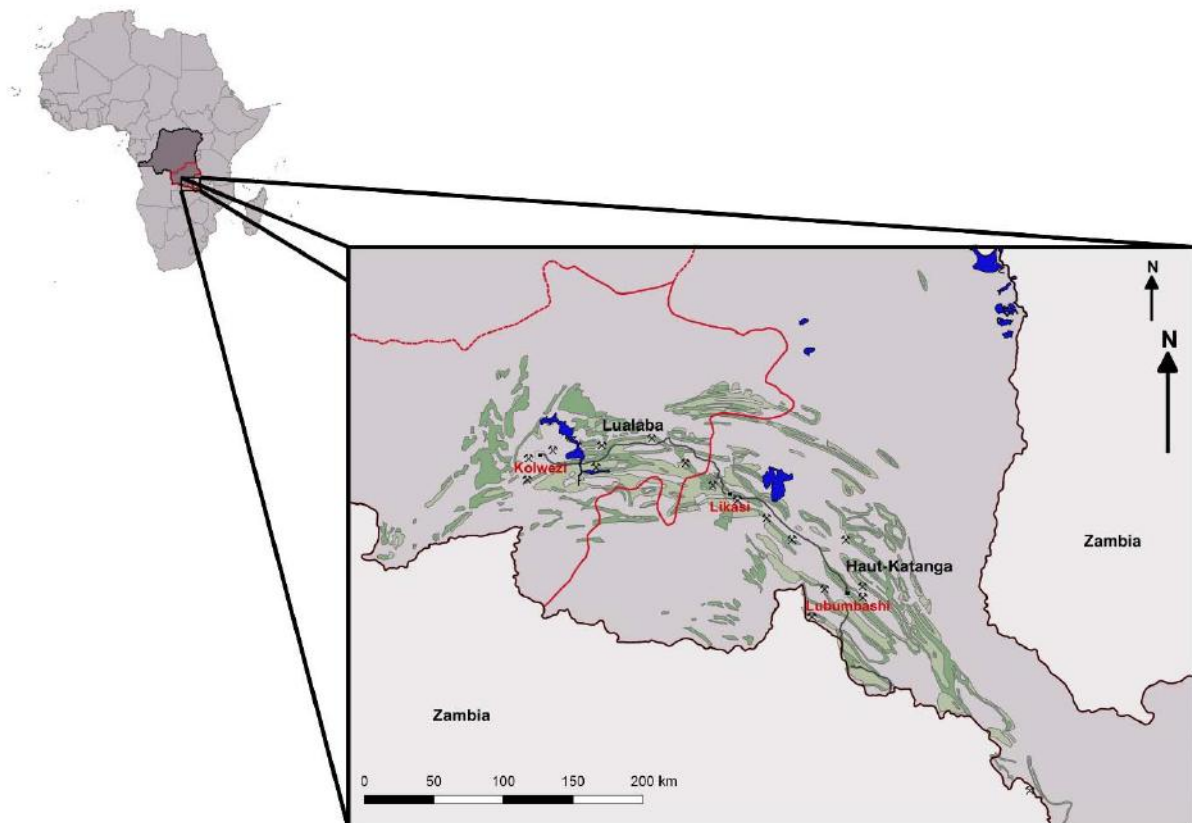 N
N
Lualaba
Kolwezi
Likasi
Zambia
Haut-Katanga
Lubumbashi
Zambia
0 50 100 150 200 km